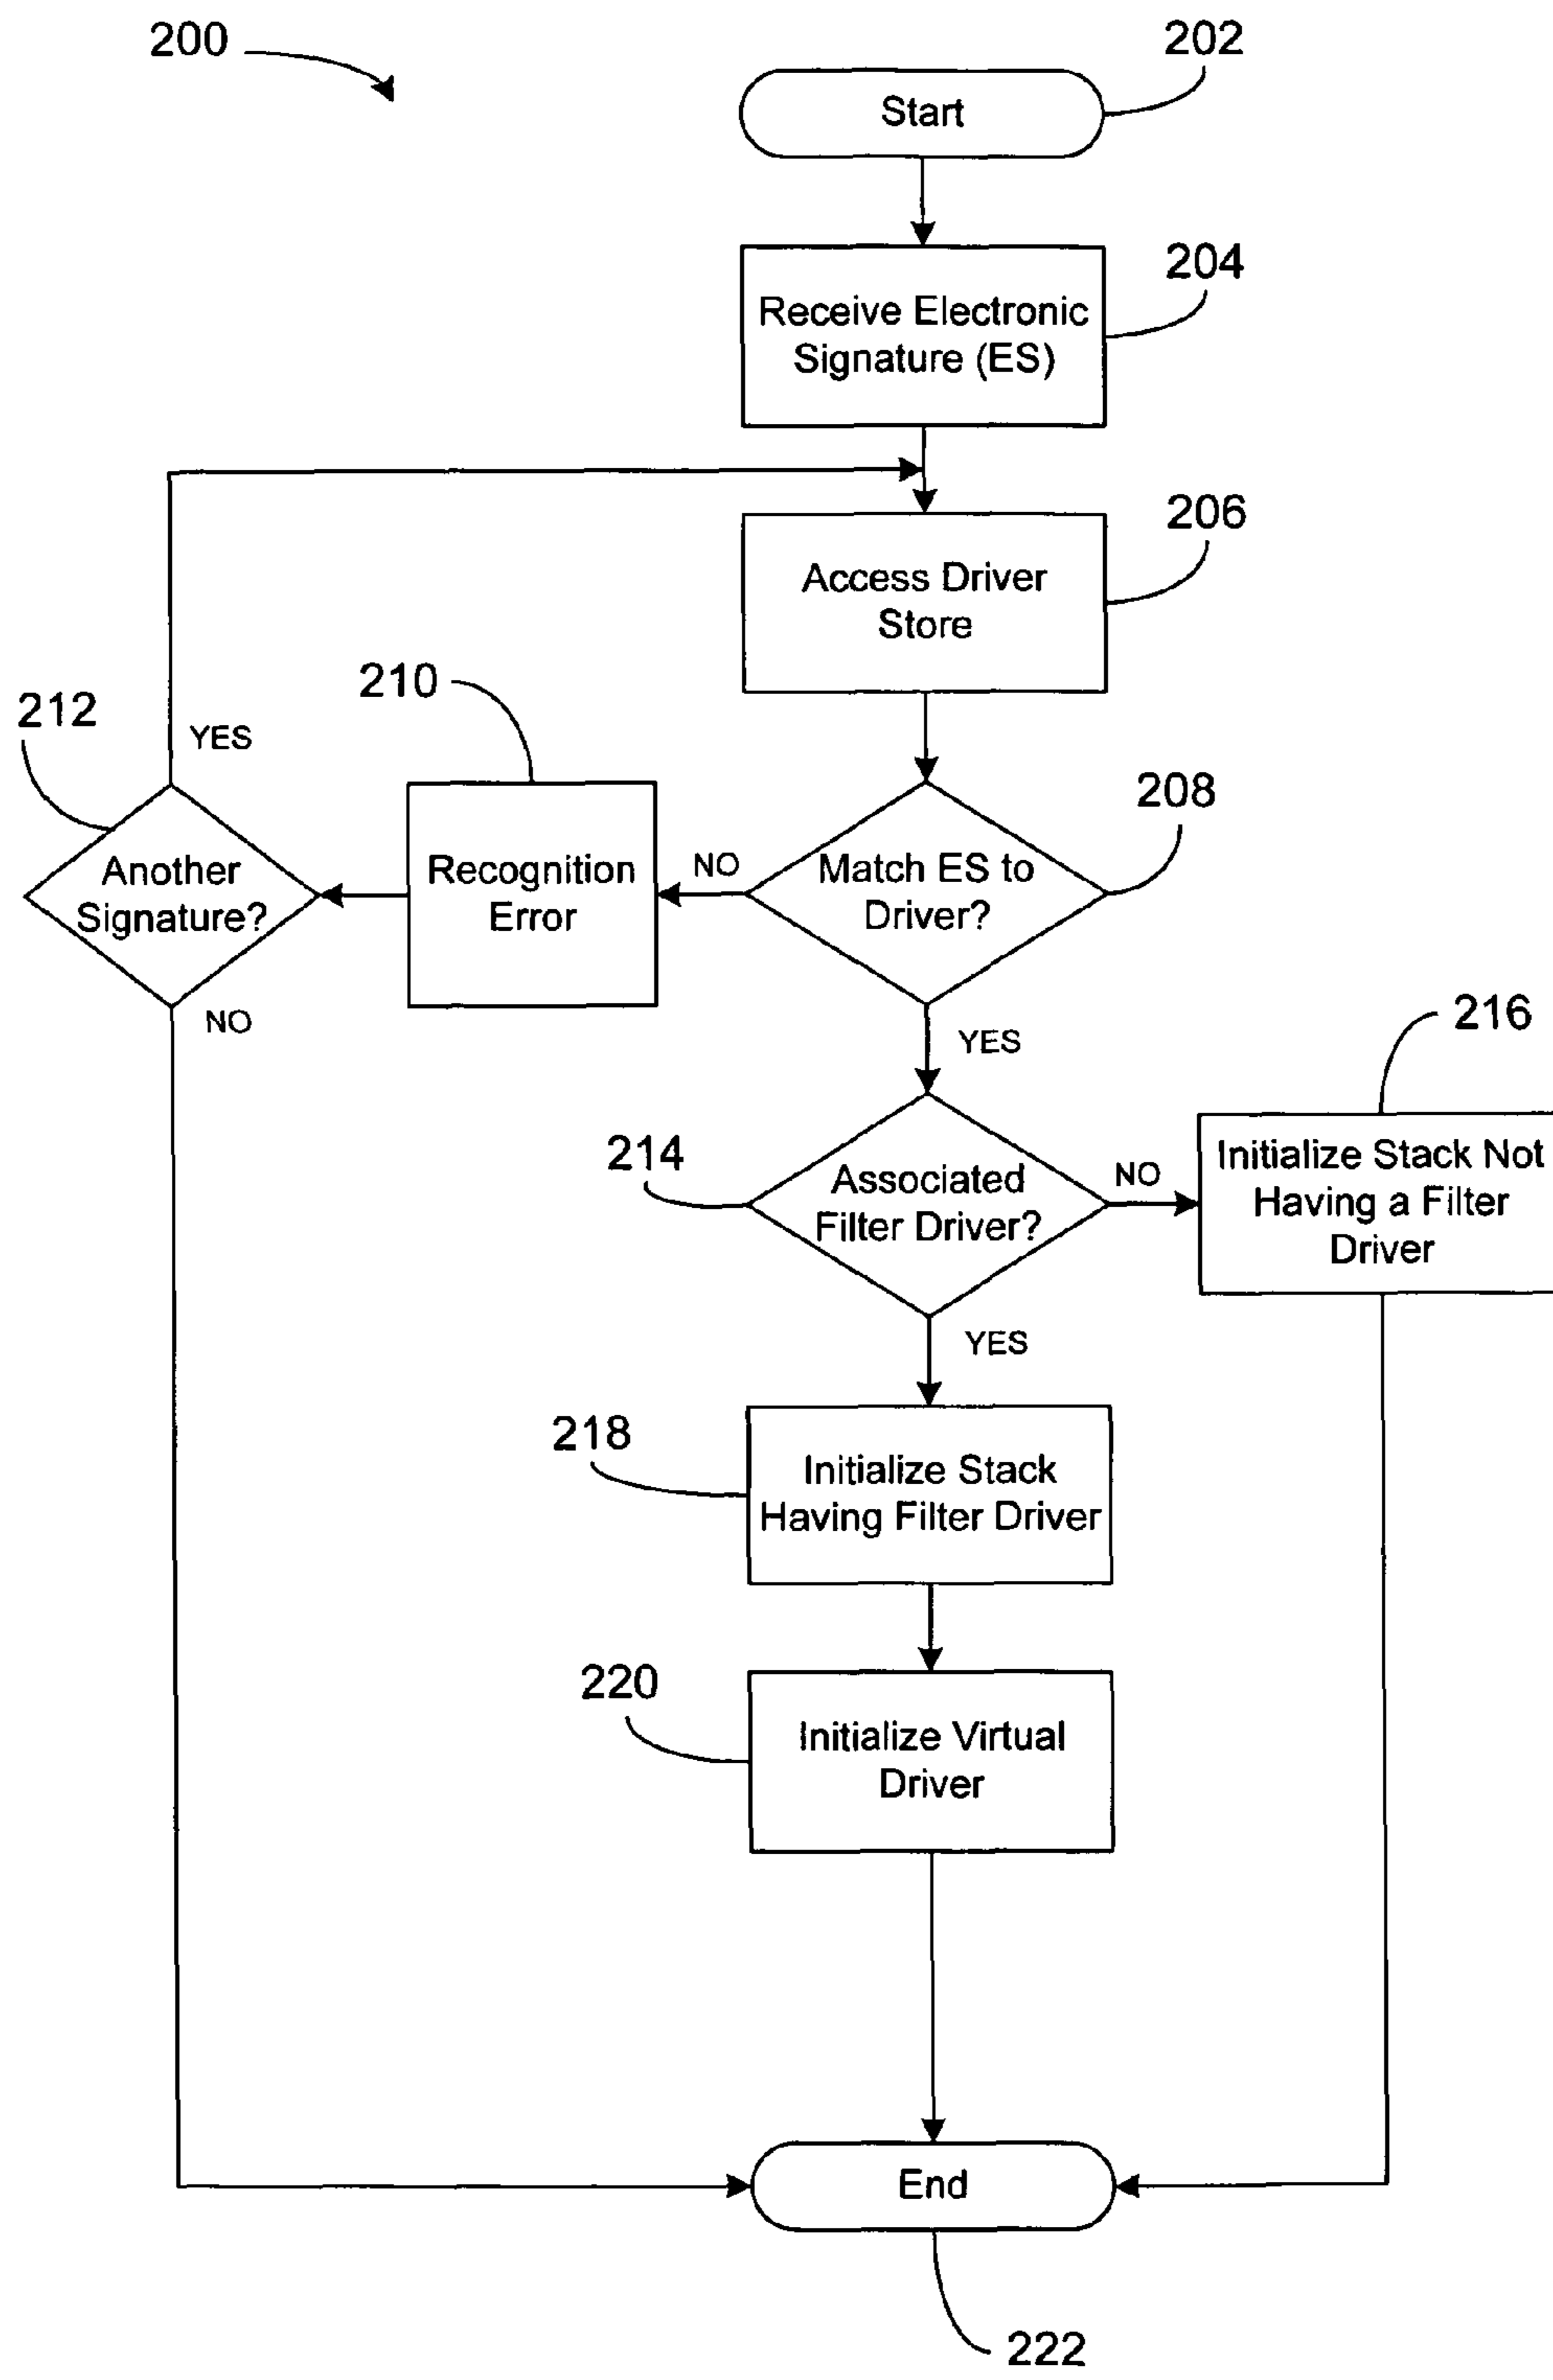 200
202
Start
204
Receive Electronic
Signature (ES)
206
Access Driver
Store
210
212
YES
208
Another
Signature?
Recognition
Error
NO
Match ES to
Driver?
NO
YES
216
214
Associated
Filter Driver?
NO
Initialize Stack Not
Having a Filter
Driver
YES
218
Initialize Stack
Having Filter Driver
220
Initialize Virtual
Driver
End
222